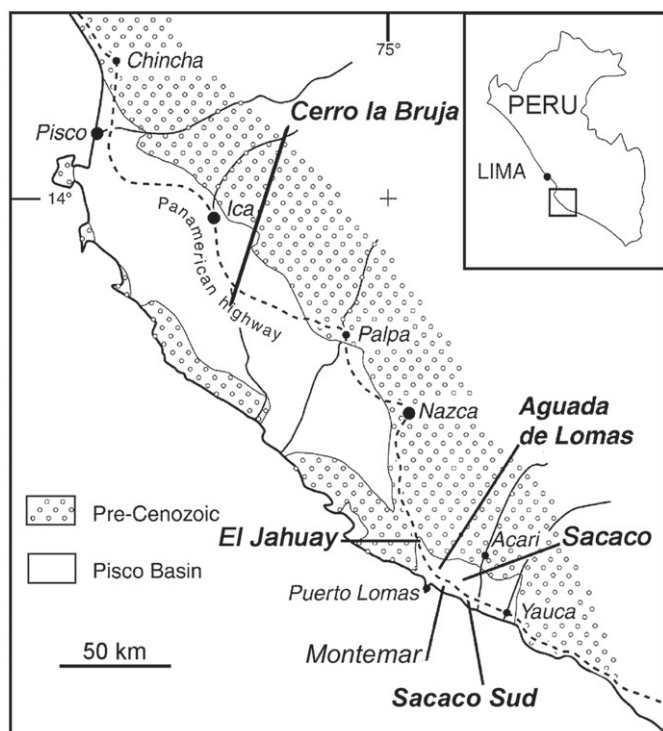 75°
Chincha
PERU
Cerro la Bruja
Pisco
LIMA
14°
Ica
Panamerican highway
Palpa
Nazca
Aguada
de Lomas
Pre-Cenozoic
El Jahuay
Acari
Sacaco
Pisco Basin
Puerto Lomas
Yauca
50 km
Montemar
Sacaco Sud